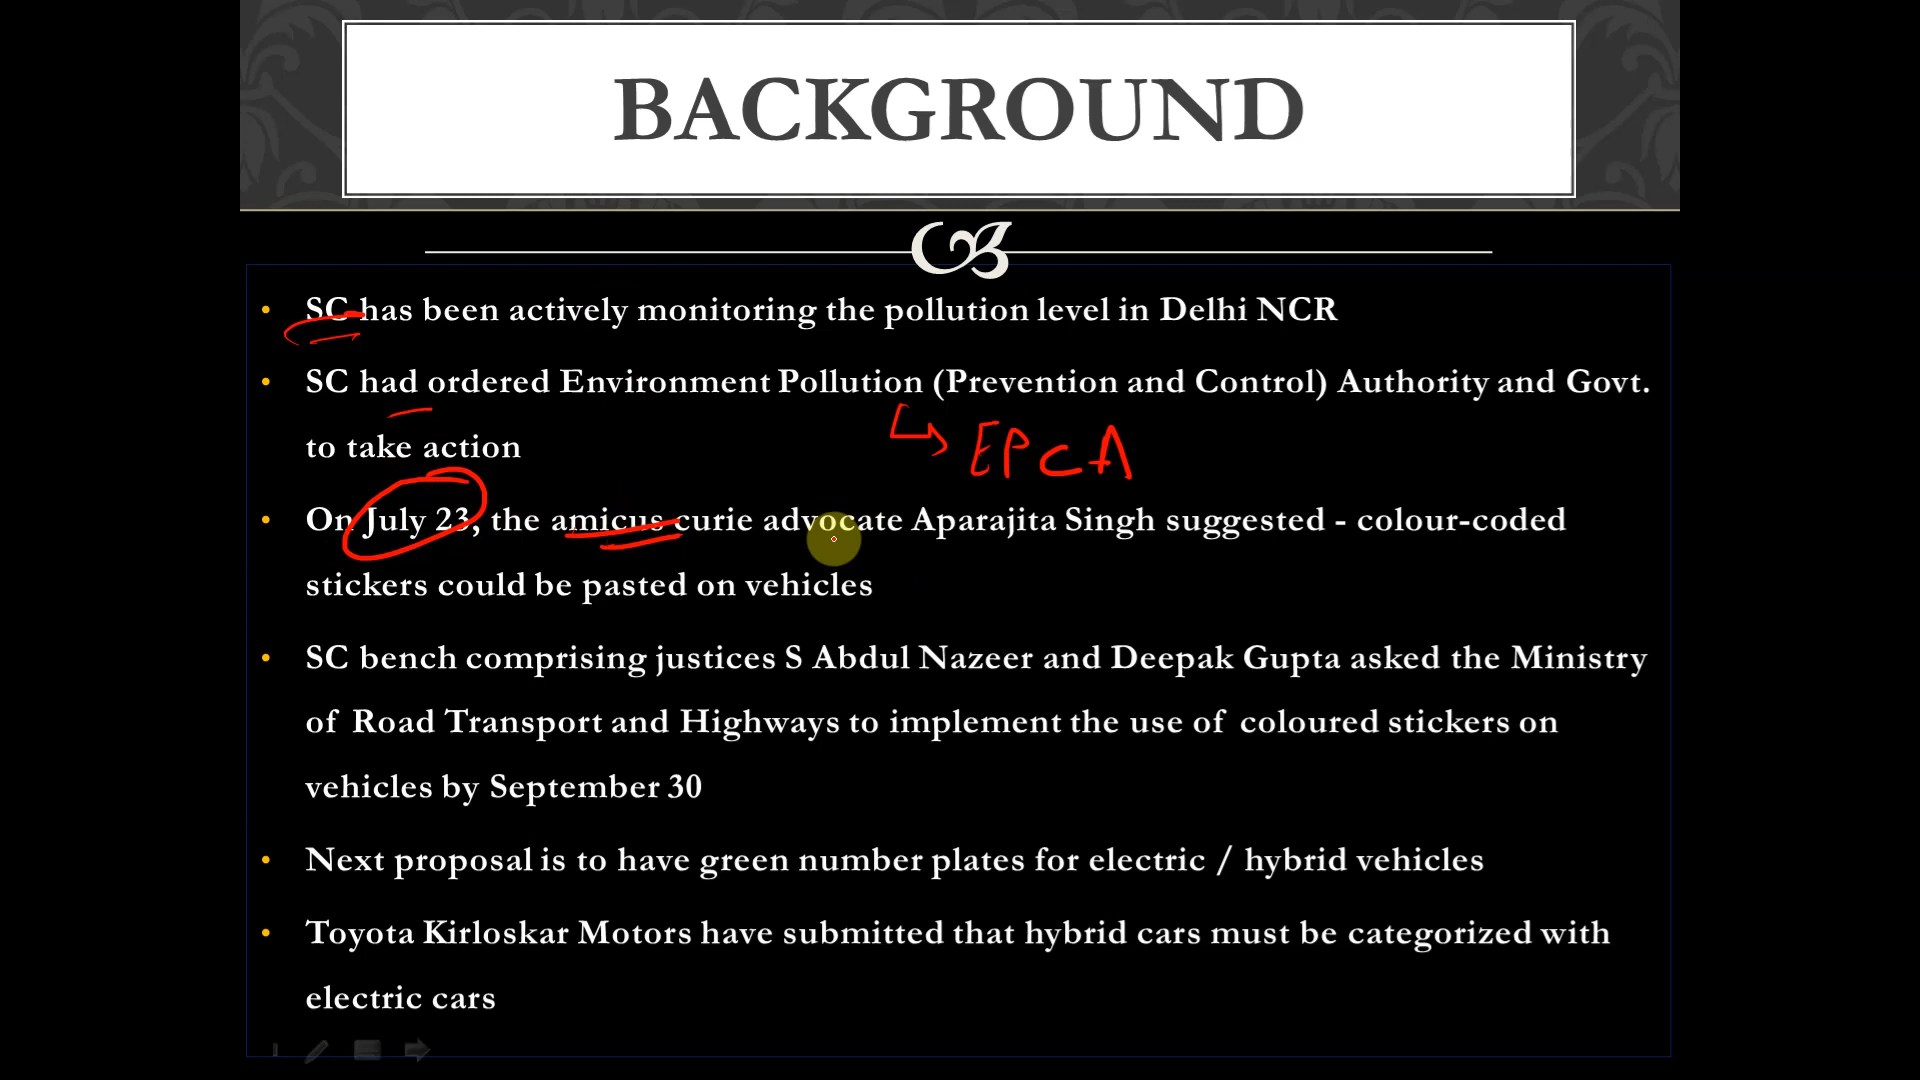 BACKGROUND
• SC has been actively monitoring the pollution level in Delhi NCR
• SC had ordered Environment Pollution (Prevention and Control) Authority and Govt.
to take action
EPCA
• On July 23, the amicus curie advocate Aparajita Singh suggested - colour-coded
stickers could be pasted on vehicles
• SC bench comprising justices S Abdul Nazeer and Deepak Gupta asked the Ministry
of Road Transport and Highways to implement the use of coloured stickers on
vehicles by September 30
• Next proposal is to have green number plates for electric / hybrid vehicles
• Toyota Kirloskar Motors have submitted that hybrid cars must be categorized with
electric cars